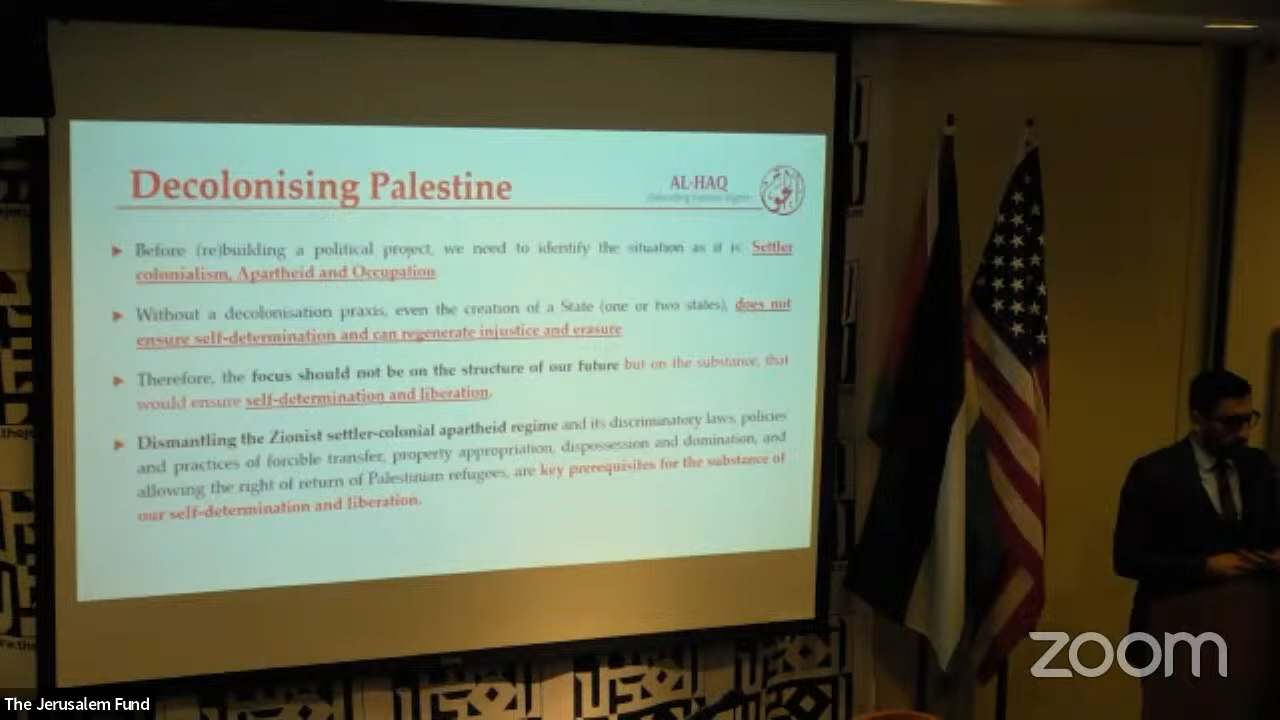 Decolonising Palestine
AL-HAQ
Defending Human Rights
Before (re)building a political project, we need to identify the situation as it is: Settler
colonialism, Apartheid and Occupation
Without a decolonisation praxis, even the creation of a State (one or two states), does not
ensure self-determination and can regenerate injustice and erasure
Therefore, the focus should not be on the structure of our future but on the substance, that
would ensure self-determination and liberation.
Dismantling the Zionist settler-colonial apartheid regime and its discriminatory laws, policies
and practices of forcible transfer, property appropriation, dispossession and domination, and
allowing the right of return of Palestinian refugees, are key prerequisites for the substance of
our self-determination and liberation.
zoom
The Jerusalem Fund